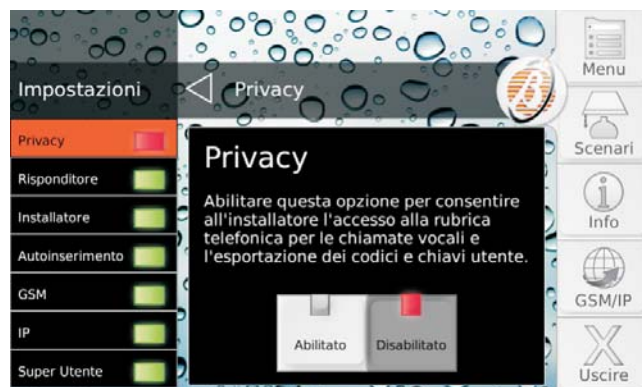 Impostazioni
Privacy
Menu
Privacy
Risponditore
Installatore
Autoinserimento
GSM
IP
Super Utente
Privacy
Abilitare questa opzione per consentire
all'installatore l'accesso alla rubrica
telefonica per le chiamate vocali e
l'esportazione dei codici e chiavi utente.
Abilitato
Disabilitato
Scenari
Info
GSM/IP
Uscire